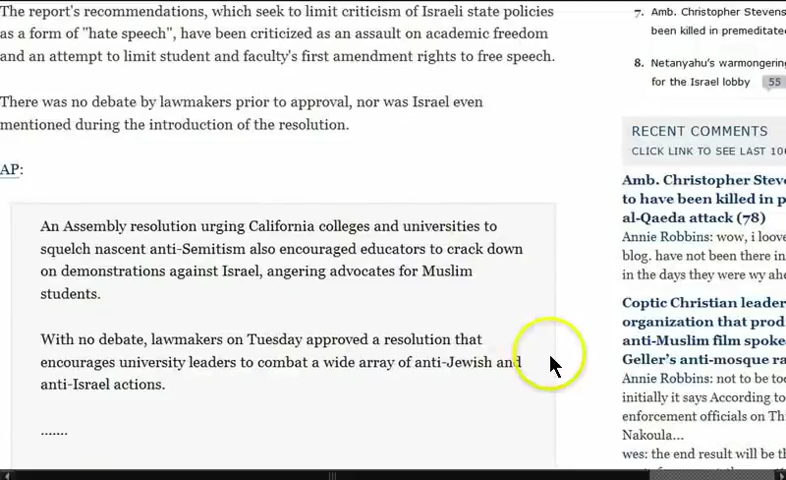 The report's recommendations, which seek to limit criticism of Israeli state policies
as a form of "hate speech", have been criticized as an assault on academic freedom
and an attempt to limit student and faculty's first amendment rights to free speech.
There was no debate by lawmakers prior to approval, nor was Israel even
mentioned during the introduction of the resolution.
AP:
An Assembly resolution urging California colleges and universities to
squelch nascent anti-Semitism also encouraged educators to crack down
on demonstrations against Israel, angering advocates for Muslim
students.
With no debate, lawmakers on Tuesday approved a resolution that
encourages university leaders to combat a wide array of anti-Jewish and
anti-Israel actions.
.......
7. Amb. Christopher Stevens
been killed in premeditate
8. Netanyahu's warmongering
for the Israel lobby 55
RECENT COMMENTS
CLICK LINK TO SEE LAST 10
Amb. Christopher Steve
to have been killed in p
al-Qaeda attack (78)
Annie Robbins: wow, i loove
blog. have not been there in
in the days they were wy ahe
Coptic Christian leader
organization that prod
anti-Muslim film spoke
Geller's anti-mosque ra
Annie Robbins: not to be too
initially it says According to
enforcement officials on Th
Nakoula...
wes: the end result will be th